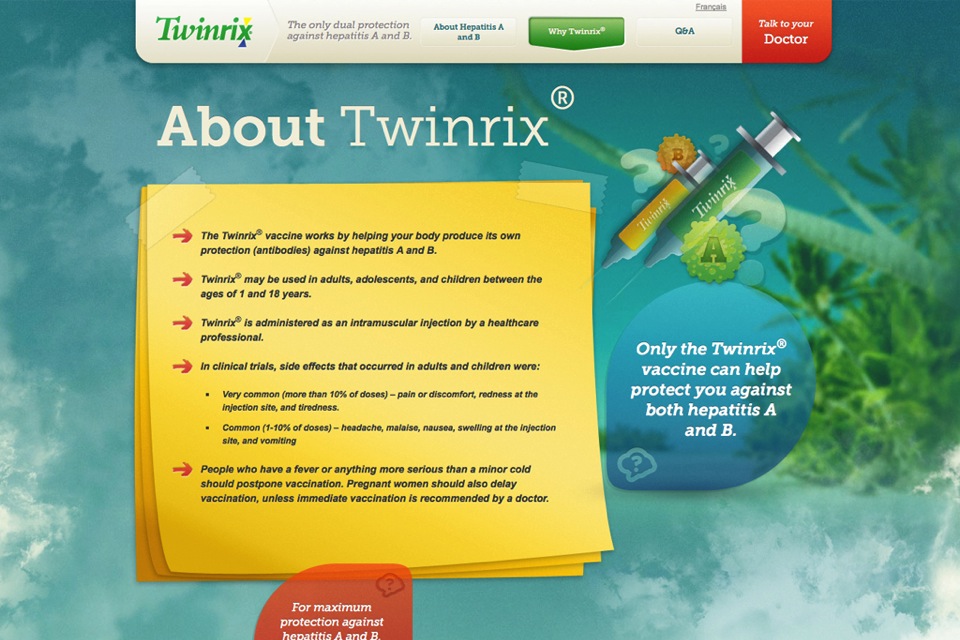 Français
Twinrix
The only dual protection
against hepatitis A and B.
About Hepatitis A
and B
Why Twinrix®
Q&A
Talk to your
Doctor
About Twinrix®
The Twinrix® vaccine works by helping your body produce its own
protection (antibodies) against hepatitis A and B.
Twinrix® may be used in adults, adolescents, and children between the
ages of 1 and 18 years.
Twinrix® is administered as an intramuscular injection by a healthcare
professional.
In clinical trials, side effects that occurred in adults and children were:
Very common (more than 10% of doses) – pain or discomfort, redness at the
injection site, and tiredness.
Common (1-10% of doses) – headache, malaise, nausea, swelling at the injection
site, and vomiting
People who have a fever or anything more serious than a minor cold
should postpone vaccination. Pregnant women should also delay
vaccination, unless immediate vaccination is recommended by a doctor.
B
Twinrix
Twinrix
A
? ? ?
Only the Twinrix®
vaccine can help
protect you against
both hepatitis A
and B.
?
?
For maximum
protection against
hepatitis A and B,